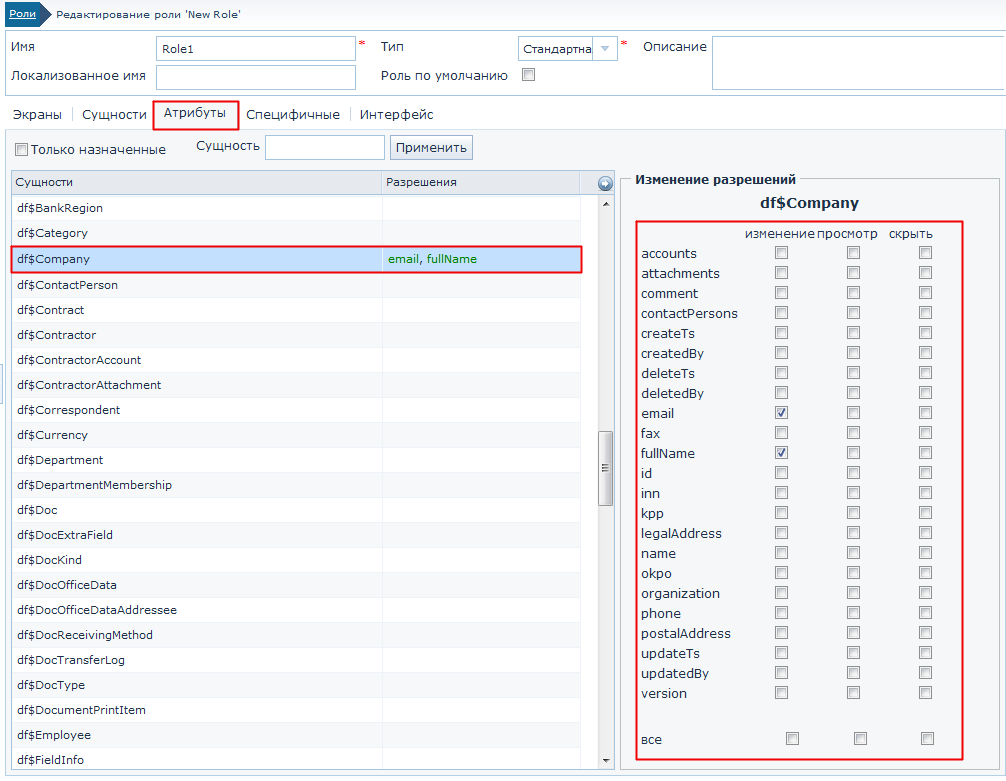 Роли Редактирование роли 'New Role'
Имя Role1 * Тип Стандартна * Описание
Локализованное имя Роль по умолчанию
Экраны Сущности Атрибуты Специфичные Интерфейс
Только назначенные Сущность Применить
Сущности Разрешения
df$BankRegion
df$Category
df$Company email, fullName
df$ContactPerson
df$Contract
df$Contractor
df$ContractorAccount
df$ContractorAttachment
df$Correspondent
df$Currency
df$Department
df$DepartmentMembership
df$Doc
df$DocExtraField
df$DocKind
df$DocOfficeData
df$DocOfficeDataAddressee
df$DocReceivingMethod
df$DocTransferLog
df$DocType
df$DocumentPrintItem
df$Employee
df$FieldInfo
Изменение разрешений
df$Company
изменение просмотр скрыть
accounts
attachments
comment
contactPersons
createTs
createdBy
deleteTs
deletedBy
email
fax
fullName
id
inn
kpp
legalAddress
name
okpo
organization
phone
postalAddress
updateTs
updatedBy
version
все